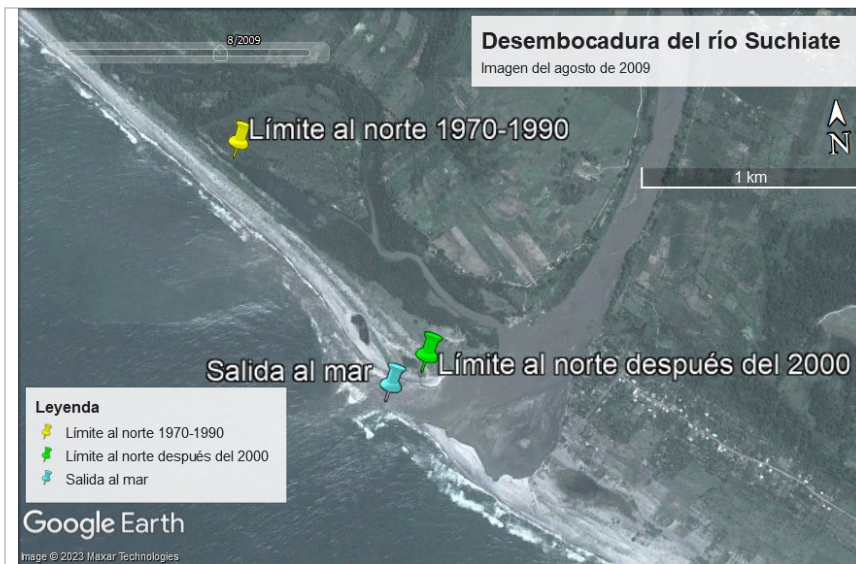 8/2009
Desembocadura del río Suchiate
Imagen del agosto de 2009
Límite al norte 1970-1990
N
1 km
Salida al mar
Límite al norte después del 2000
Leyenda
Límite al norte 1970-1990
Límite al norte después del 2000
Salida al mar
Google Earth
Image © 2023 Maxar Technologies